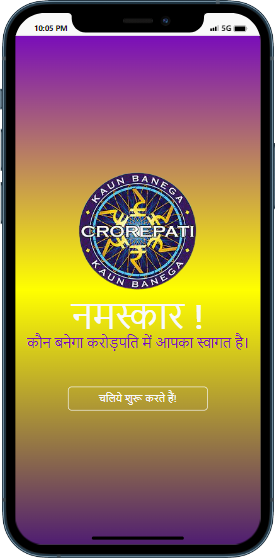 10:05 PM 5G
KAUN BANEGA
CROREPATI
KAUN BANEGA
नमस्कार !
कौन बनेगा करोड़पति में आपका स्वागत है।
चलिये शुरू करते है!